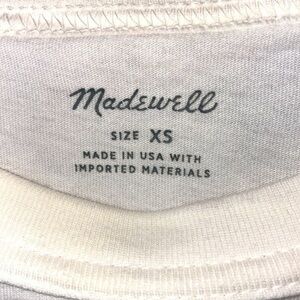 Madewell
SIZE XS
MADE IN USA WITH
IMPORTED MATERIALS